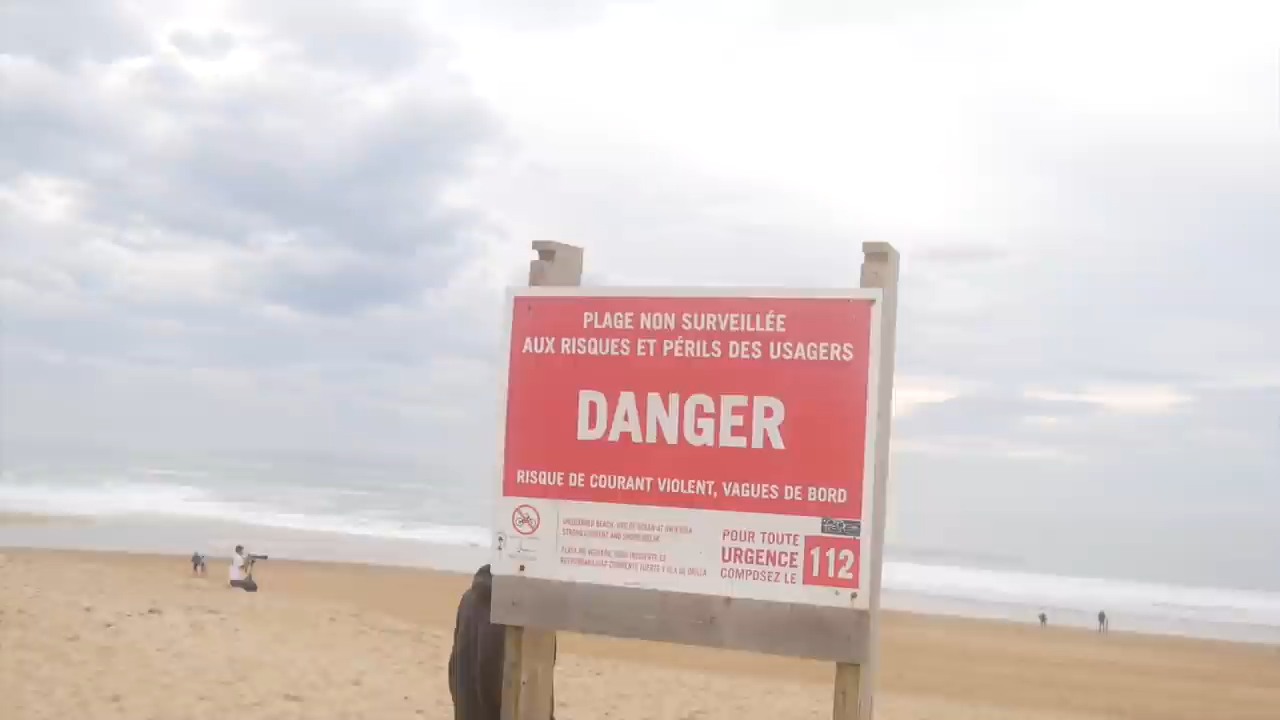 PLAGE NON SURVEILLÉE
AUX RISQUES ET PÉRILS DES USAGERS
DANGER
RISQUE DE COURANT VIOLENT, VAGUES DE BORD
POUR TOUTE
URGENCE
COMPOSEZ LE
112